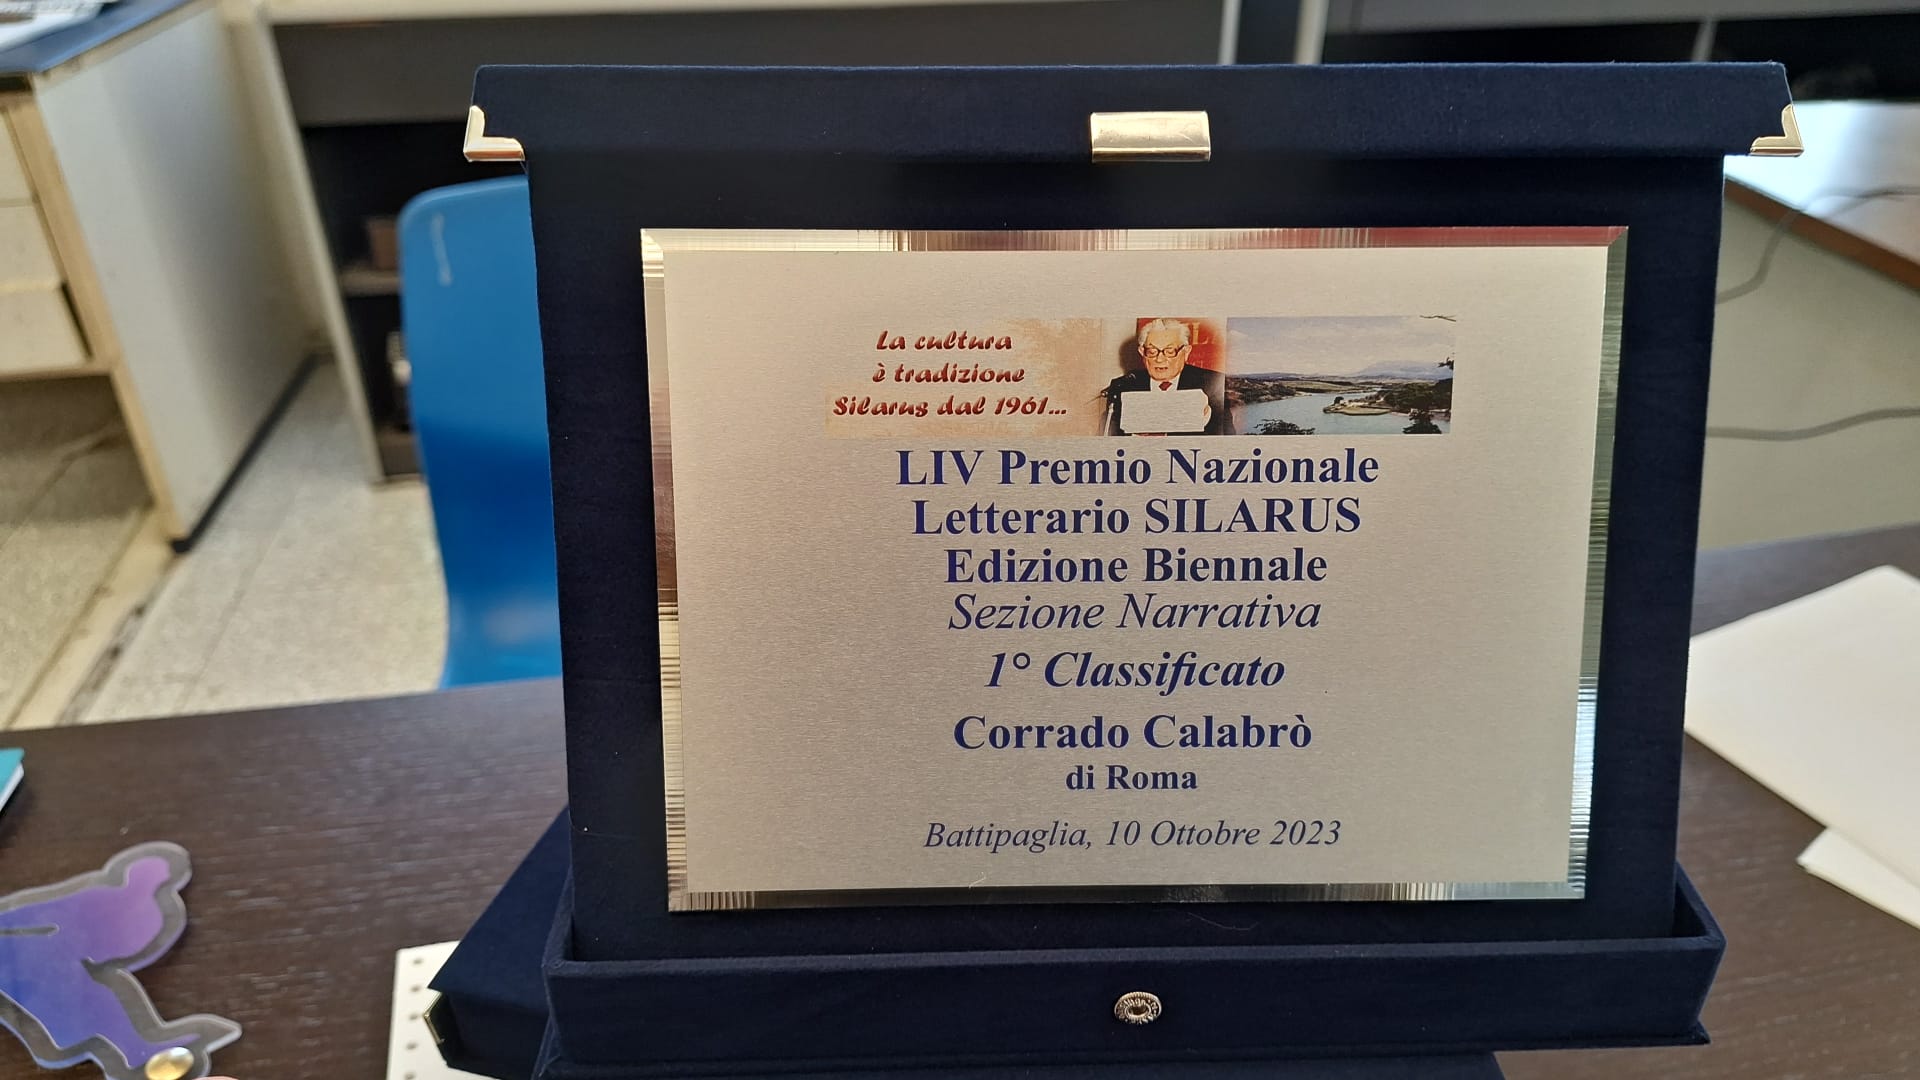 La cultura
è tradizione
Silarus dal 1961...
LIV Premio Nazionale
Letterario SILARUS
Edizione Biennale
Sezione Narrativa
1° Classificato
Corrado Calabrò
di Roma
Battipaglia, 10 Ottobre 2023